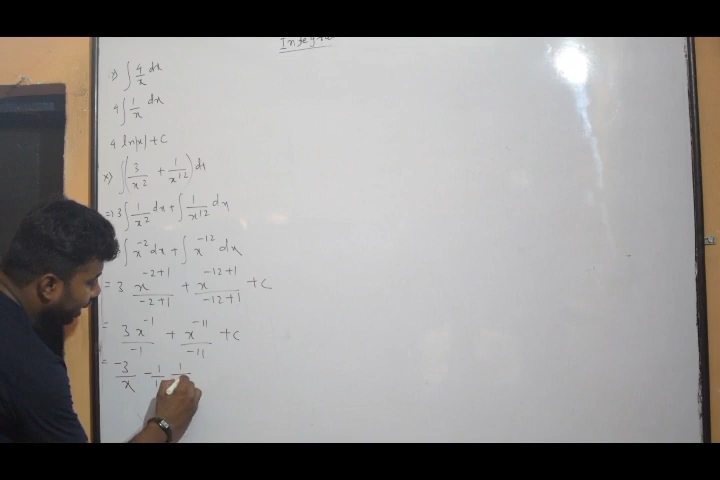 ∫ 4/x dx
4 ∫ 1/x dx
4 ln|x| + C
x) ∫ (3/x² + 1/x¹²) dx
=) 3 ∫ 1/x² dx + ∫ 1/x¹² dx
∫ x⁻² dx + ∫ x⁻¹² dx
= 3 x⁻²⁺¹/-2+1 + x⁻¹²⁺¹/-12+1 + C
= 3x⁻¹/-1 + x⁻¹¹/-11 + C
= -3/x - 1/ 1/